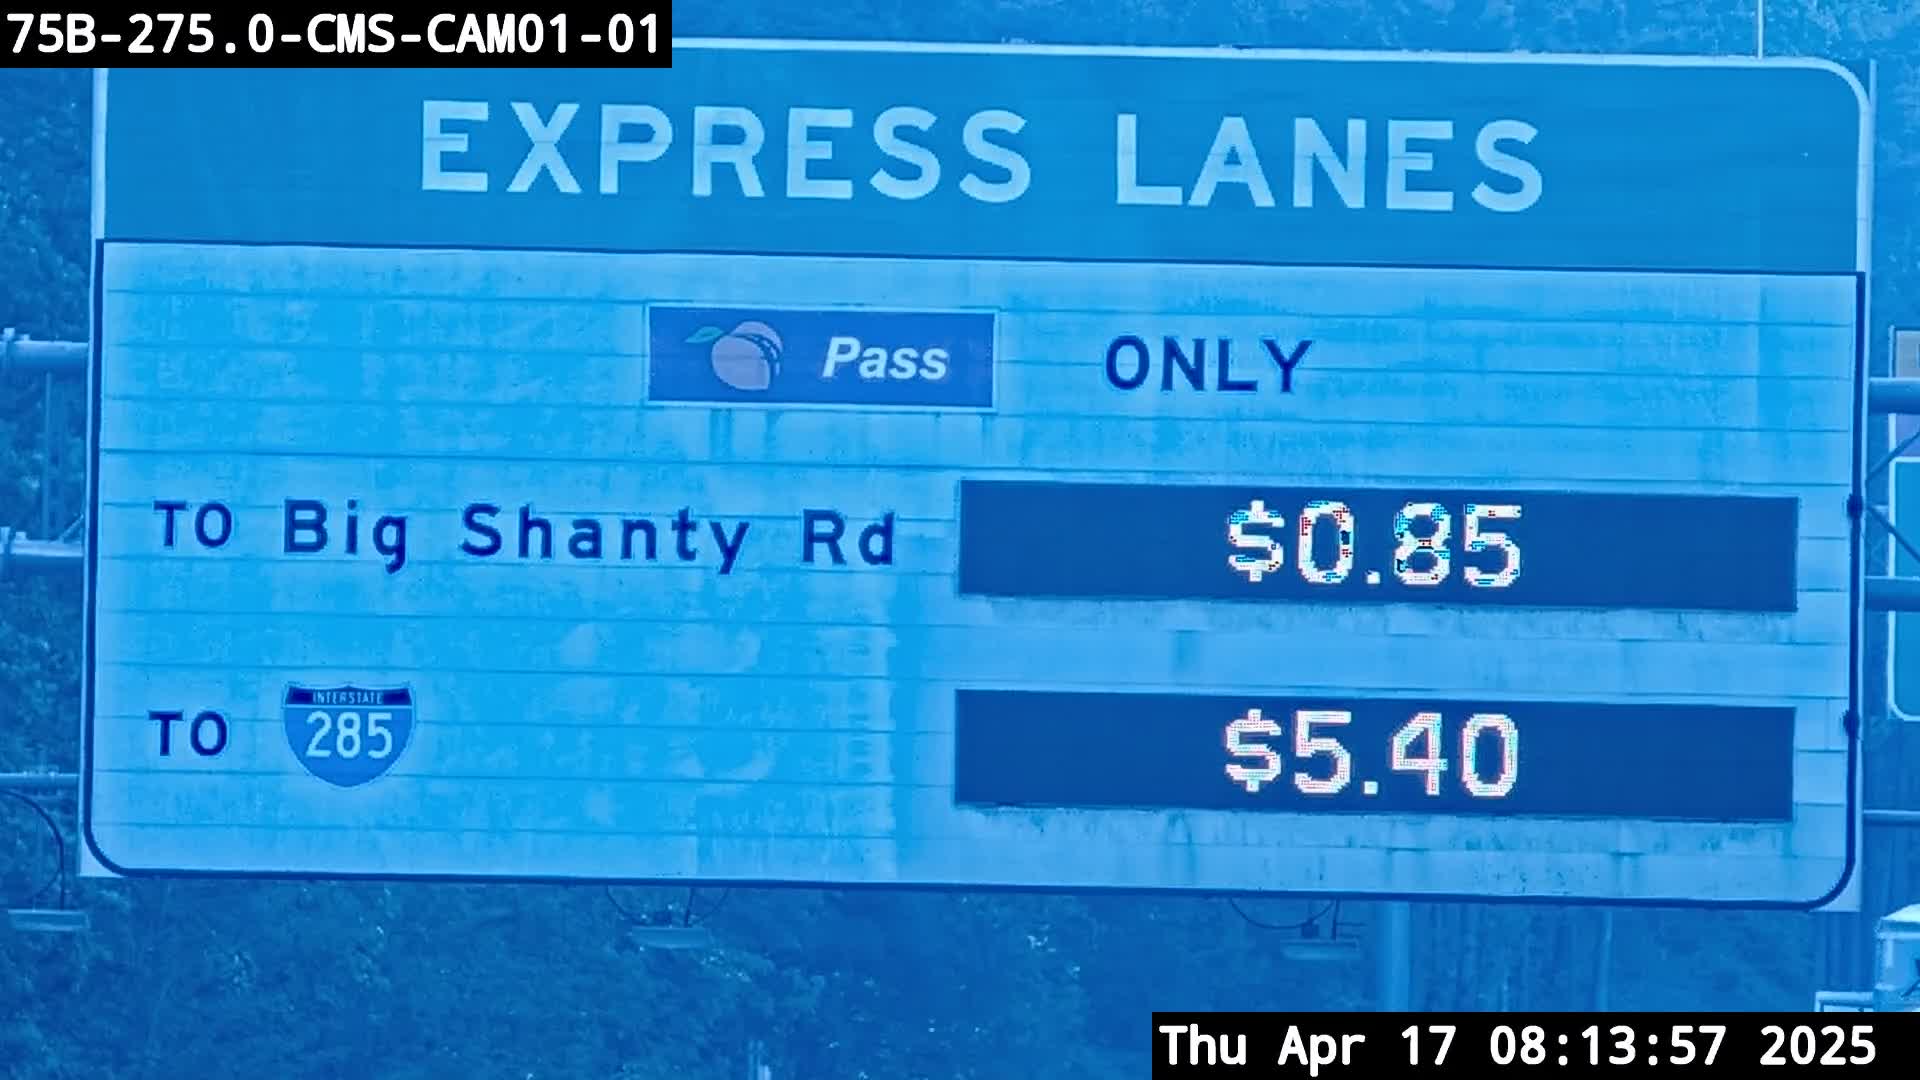 75B-275.0-CMS-CAM01-01
EXPRESS LANES
Pass ONLY
TO Big Shanty Rd $0.85
INTERSTATE
TO 285 $5.40
Thu Apr 17 08:13:57 2025